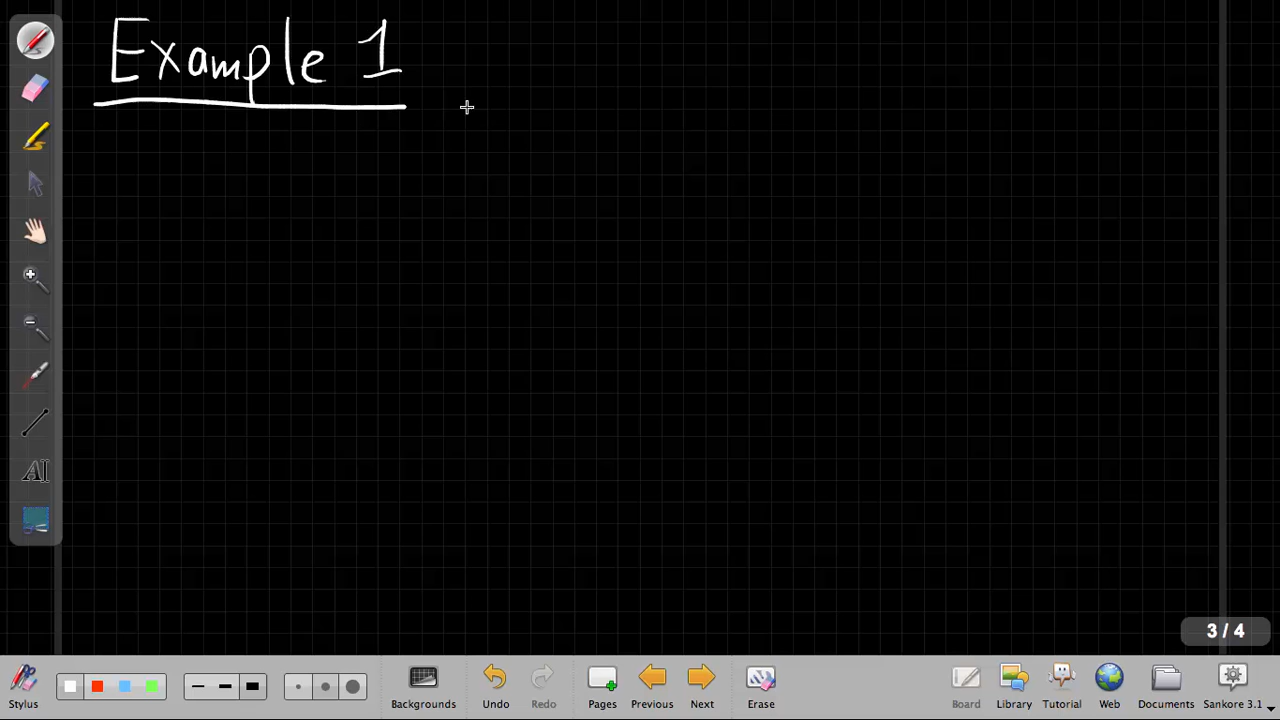 Example 1
AI
3 / 4
Stylus
Backgrounds
Undo
Redo
Pages
Previous
Next
Erase
Board
Library
Tutorial
Web
Documents
Sankore 3.1